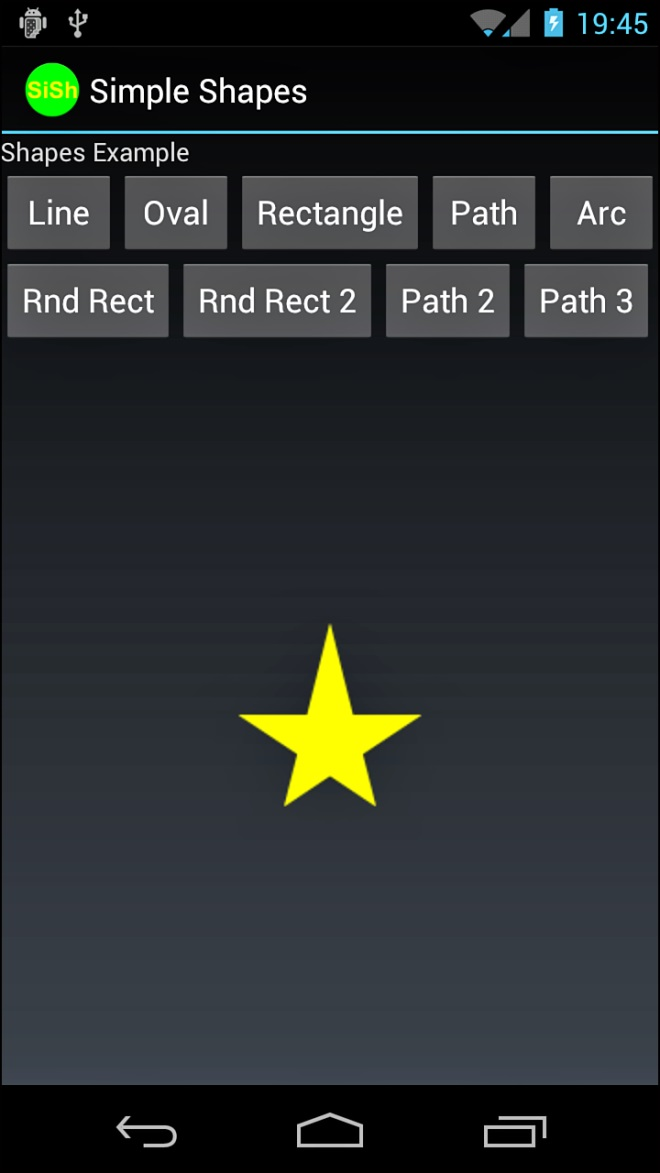 19:45
SiSh Simple Shapes
Shapes Example
Line Oval Rectangle Path Arc
Rnd Rect Rnd Rect 2 Path 2 Path 3